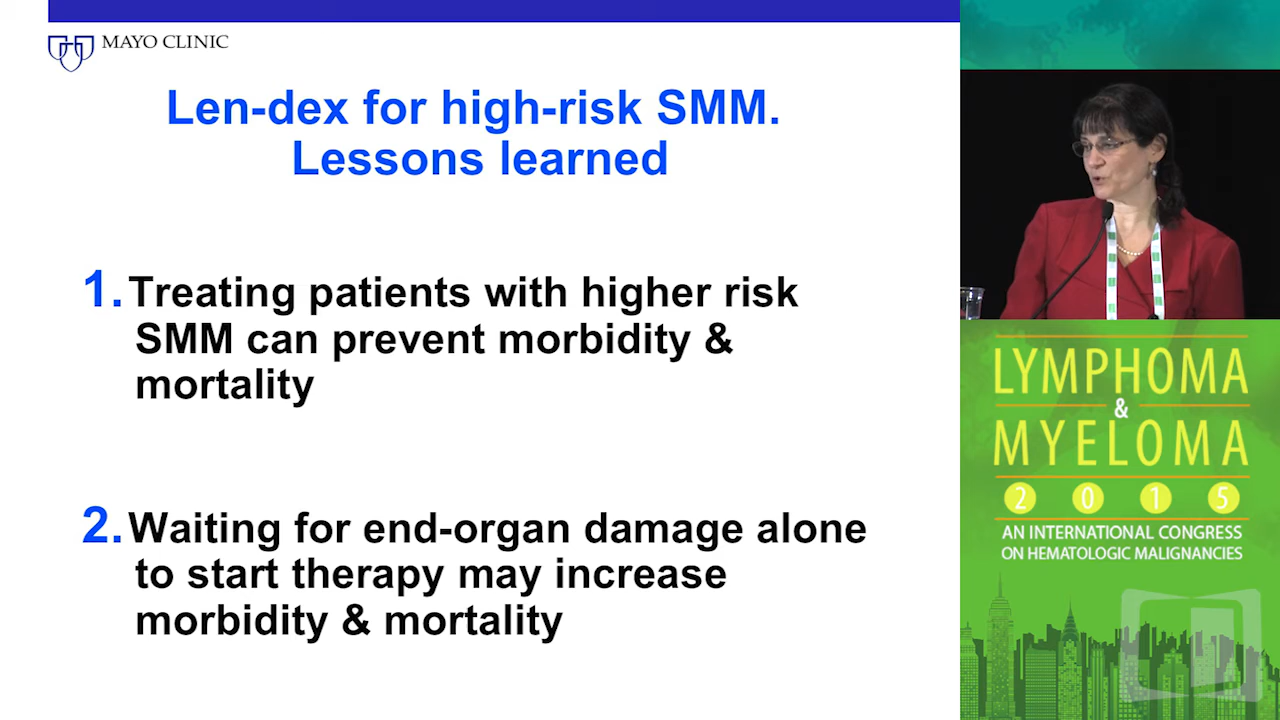 MAYO CLINIC
Len-dex for high-risk SMM.
Lessons learned
1. Treating patients with higher risk
SMM can prevent morbidity &
mortality
2. Waiting for end-organ damage alone
to start therapy may increase
morbidity & mortality
LYMPHOMA
&
MYELOMA
2 0 1 5
AN INTERNATIONAL CONGRESS
ON HEMATOLOGIC MALIGNANCIES